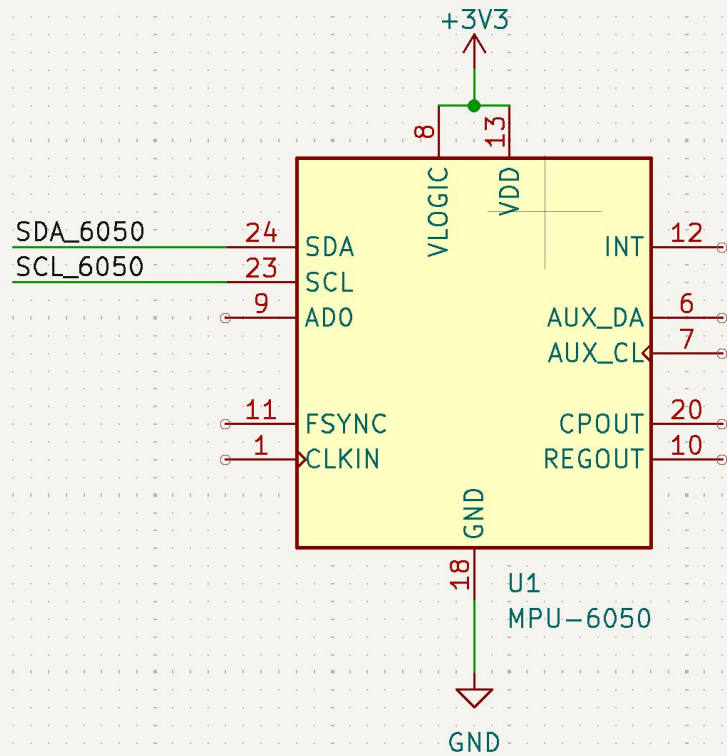 +3V3
8
13
VLOGIC
VDD
SDA_6050
24
SDA
INT
12
SCL_6050
23
SCL
9
AD0
AUX_DA
6
AUX_CL
7
11
FSYNC
CPOUT
20
1
CLKIN
REGOUT
10
GND
18
U1
MPU-6050
GND